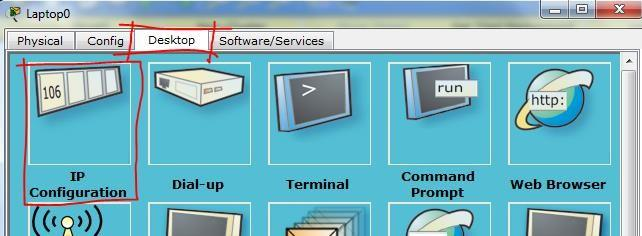 Laptop0
Physical Config Desktop Software/Services
106
>
run
http:
IP
Configuration
Dial-up
Terminal
Command
Prompt
Web Browser